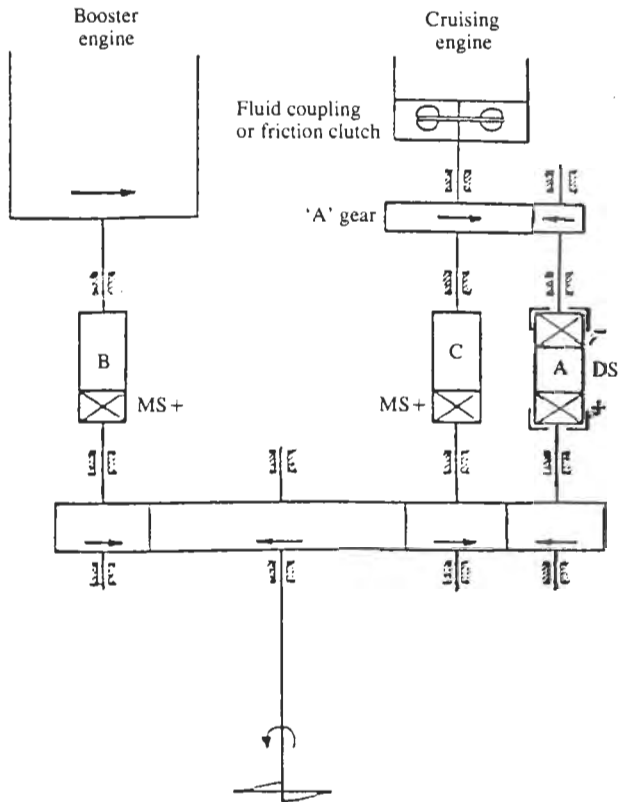 Booster
engine
Cruising
engine
Fluid coupling
or friction clutch
'A' gear
B
MS +
C
MS +
A
DS
-
+